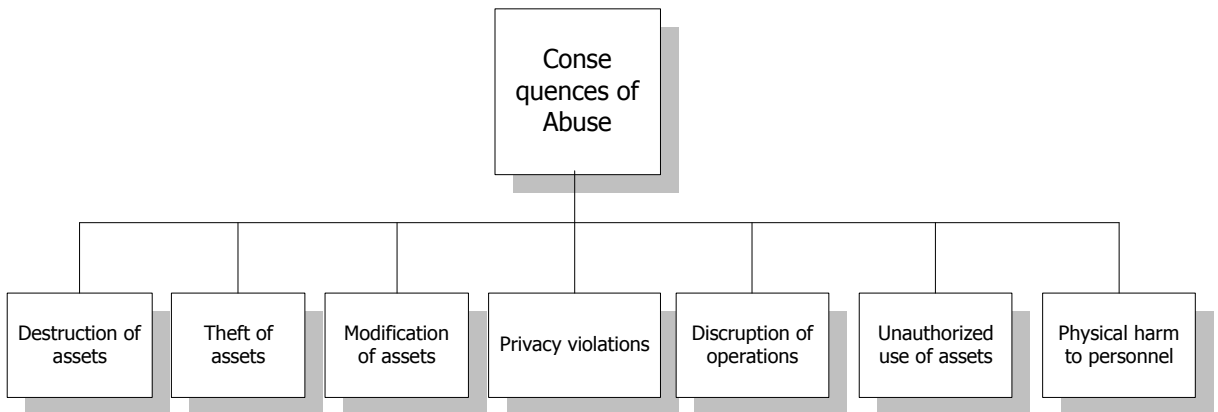 Conse
quences of
Abuse
Destruction of
assets
Theft of
assets
Modification
of assets
Privacy violations
Discruption of
operations
Unauthorized
use of assets
Physical harm
to personnel